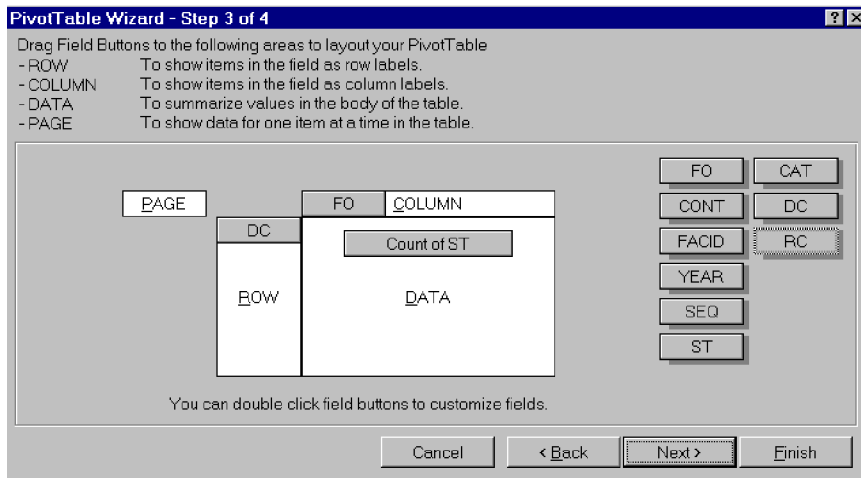 PivotTable Wizard - Step 3 of 4
?
Drag Field Buttons to the following areas to layout your PivotTable
- ROW To show items in the field as row labels.
- COLUMN To show items in the field as column labels.
- DATA To summarize values in the body of the table.
- PAGE To show data for one item at a time in the table.
FO CAT
PAGE FO COLUMN CONT DC
DC Count of ST FACID RC
YEAR
ROW DATA
SEQ
ST
You can double click field buttons to customize fields.
Cancel < Back Next > Finish